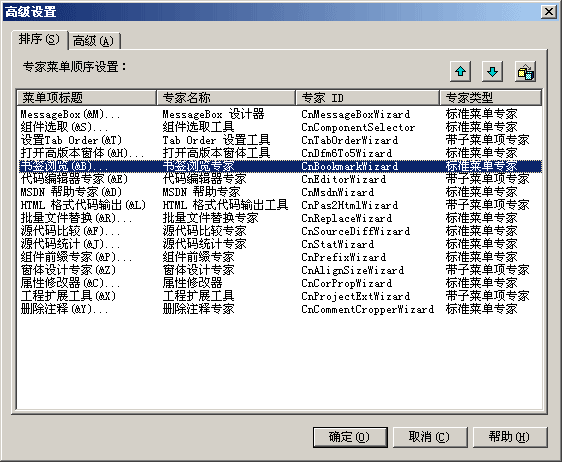 高级设置
排序(S) 高级(A)
专家菜单顺序设置：
菜单项标题 专家名称 专家 ID 专家类型
MessageBox(&M)... MessageBox 设计器 CnMessageBoxWizard 标准菜单专家
组件选取(&S)... 组件选取工具 CnComponentSelector 标准菜单专家
设置Tab Order(&T) Tab Order 设置工具 CnTabOrderWizard 带子菜单项专家
打开高版本窗体(&H)... 打开高版本窗体 CnDfm6To5Wizard 标准菜单专家
书签浏览(&B)... 书签浏览专家 CnBookmarkWizard 标准菜单专家
代码编辑器专家(&E) 代码编辑器专家 CnEditorWizard 带子菜单项专家
MSDN 帮助专家(&D) MSDN 帮助专家 CnMsdnWizard 带子菜单项专家
HTML 格式代码输出(&L) HTML 格式代码输出工具 CnPas2HtmlWizard 带子菜单项专家
批量文件替换(&R)... 批量文件替换专家 CnReplaceWizard 标准菜单专家
源代码比较(&F)... 源代码比较专家 CnSourceDiffWizard 标准菜单专家
源代码统计(&J)... 源代码统计专家 CnStatWizard 标准菜单专家
组件前缀专家(&P)... 组件前缀专家 CnPrefixWizard 标准菜单专家
窗体设计专家(&Z) 窗体设计专家 CnAlignSizeWizard 带子菜单项专家
属性修改器(&C)... 属性修改器 CnCorPropWizard 标准菜单专家
工程扩展工具(&X) 工程扩展工具 CnProjectExtWizard 带子菜单项专家
删除注释(&Y)... 删除注释专家 CnCommentCropperWizard 标准菜单专家
确定(O) 取消(C) 帮助(H)